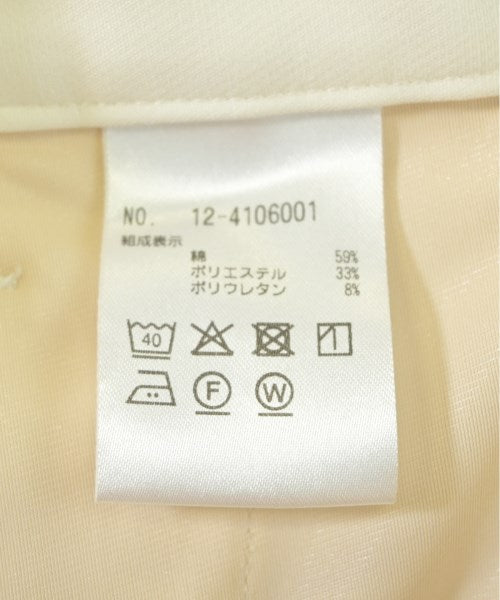 NO. 12-4106001
組成表示
綿 59%
ポリエステル 33%
ポリウレタン 8%
40
F W